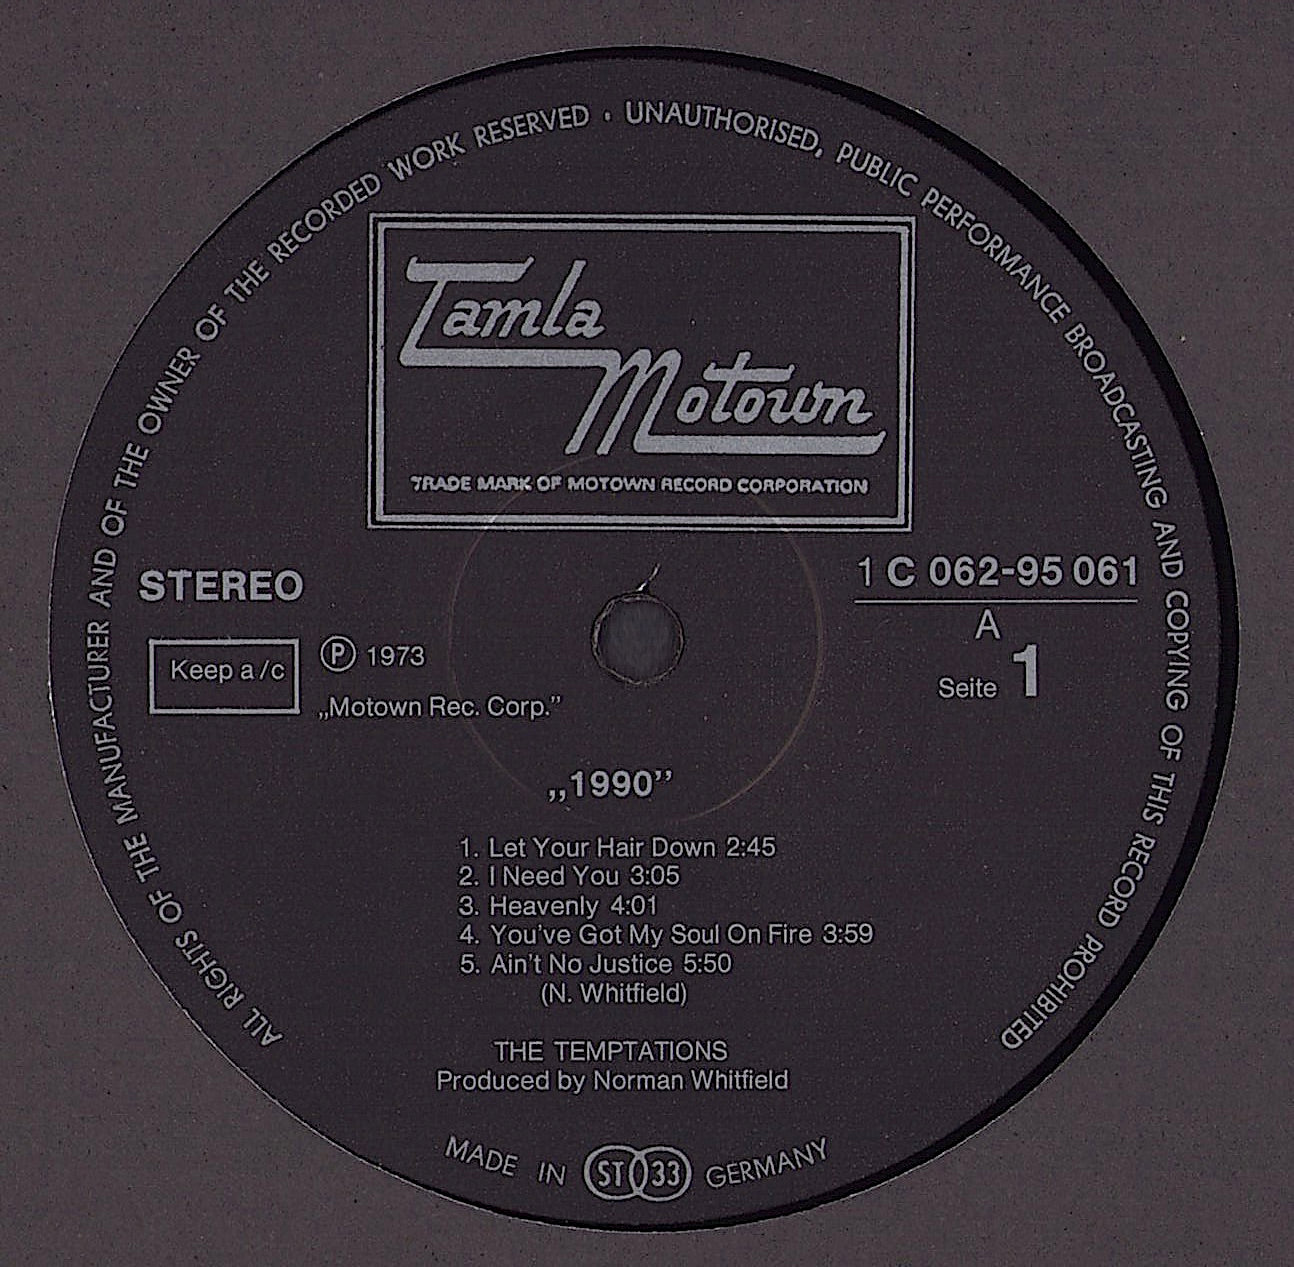 ALL RIGHTS OF THE MANUFACTURER AND OF THE OWNER OF THE RECORDED WORK RESERVED · UNAUTHORISED, PUBLIC PERFORMANCE BROADCASTING AND COPYING OF THIS RECORD PROHIBITED
Tamla
Motown
TRADE MARK OF MOTOWN RECORD CORPORATION
STEREO
1 C 062-95 061
A
Seite 1
Keep a/c
Ⓟ 1973
„Motown Rec. Corp.”
„1990”
1. Let Your Hair Down 2:45
2. I Need You 3:05
3. Heavenly 4:01
4. You've Got My Soul On Fire 3:59
5. Ain't No Justice 5:50
(N. Whitfield)
THE TEMPTATIONS
Produced by Norman Whitfield
MADE IN ST 33 GERMANY